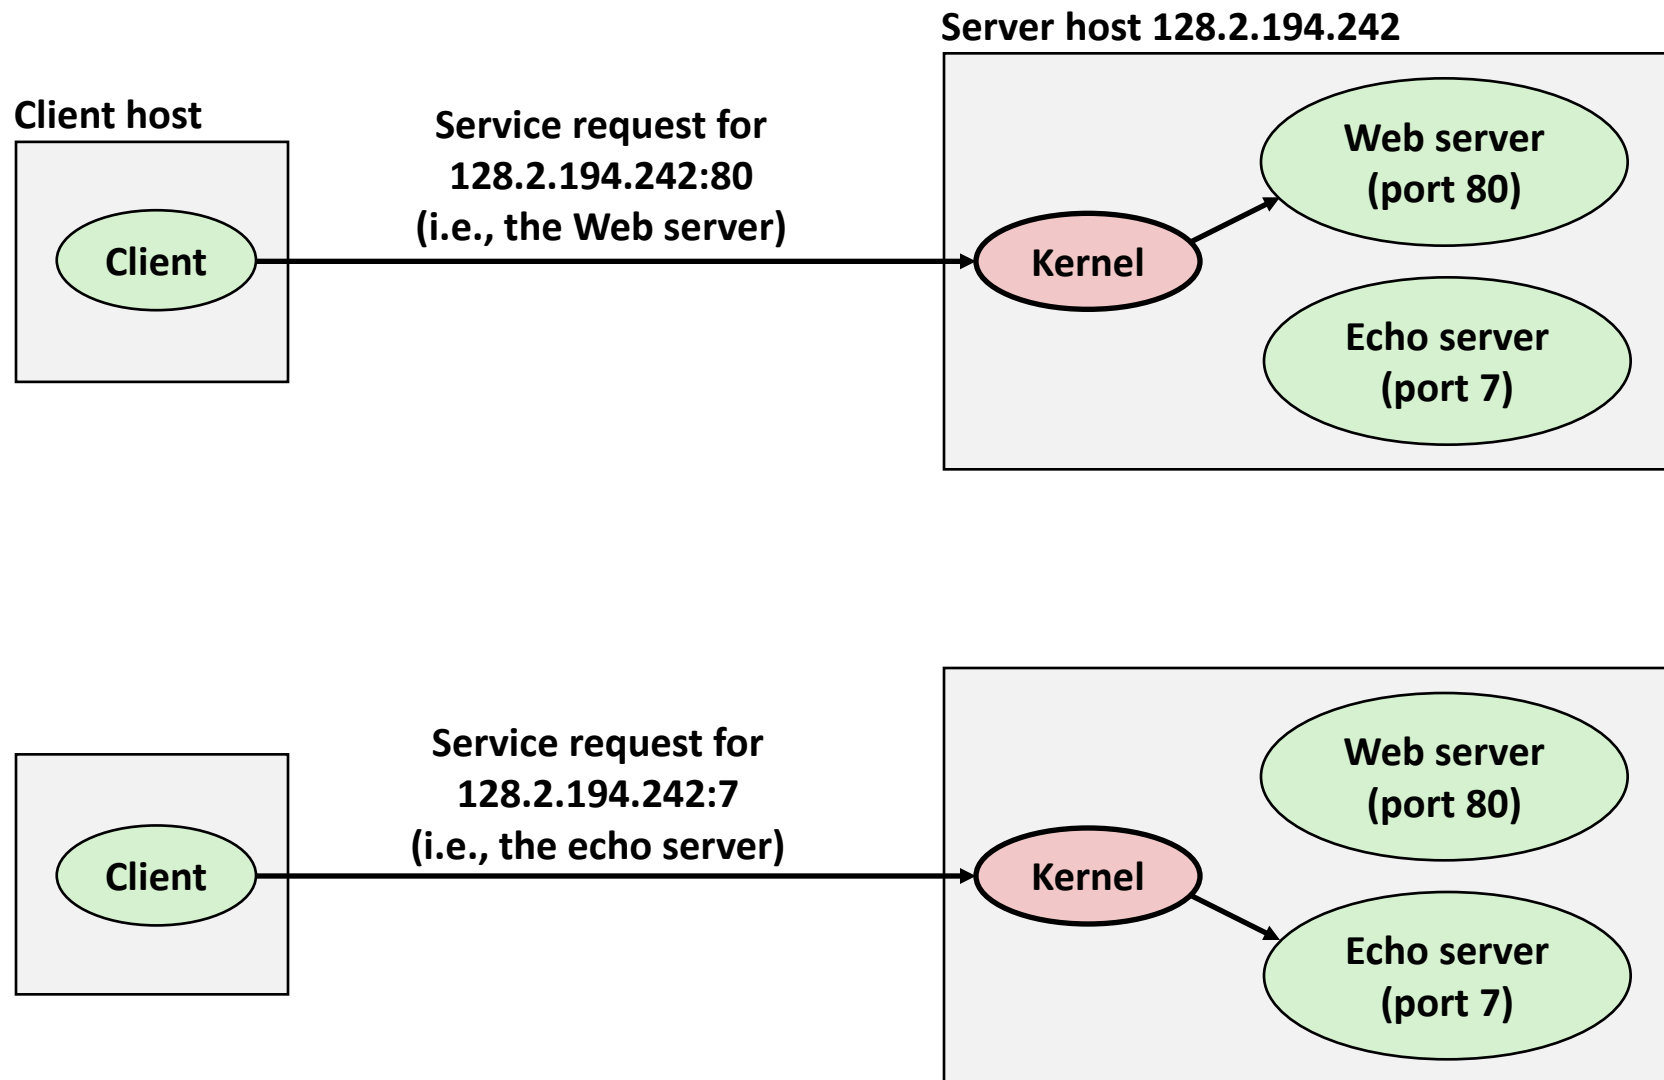 Server host 128.2.194.242
Client host
Service request for
128.2.194.242:80
(i.e., the Web server)
Client
Kernel
Web server
(port 80)
Echo server
(port 7)
Service request for
128.2.194.242:7
(i.e., the echo server)
Client
Kernel
Web server
(port 80)
Echo server
(port 7)